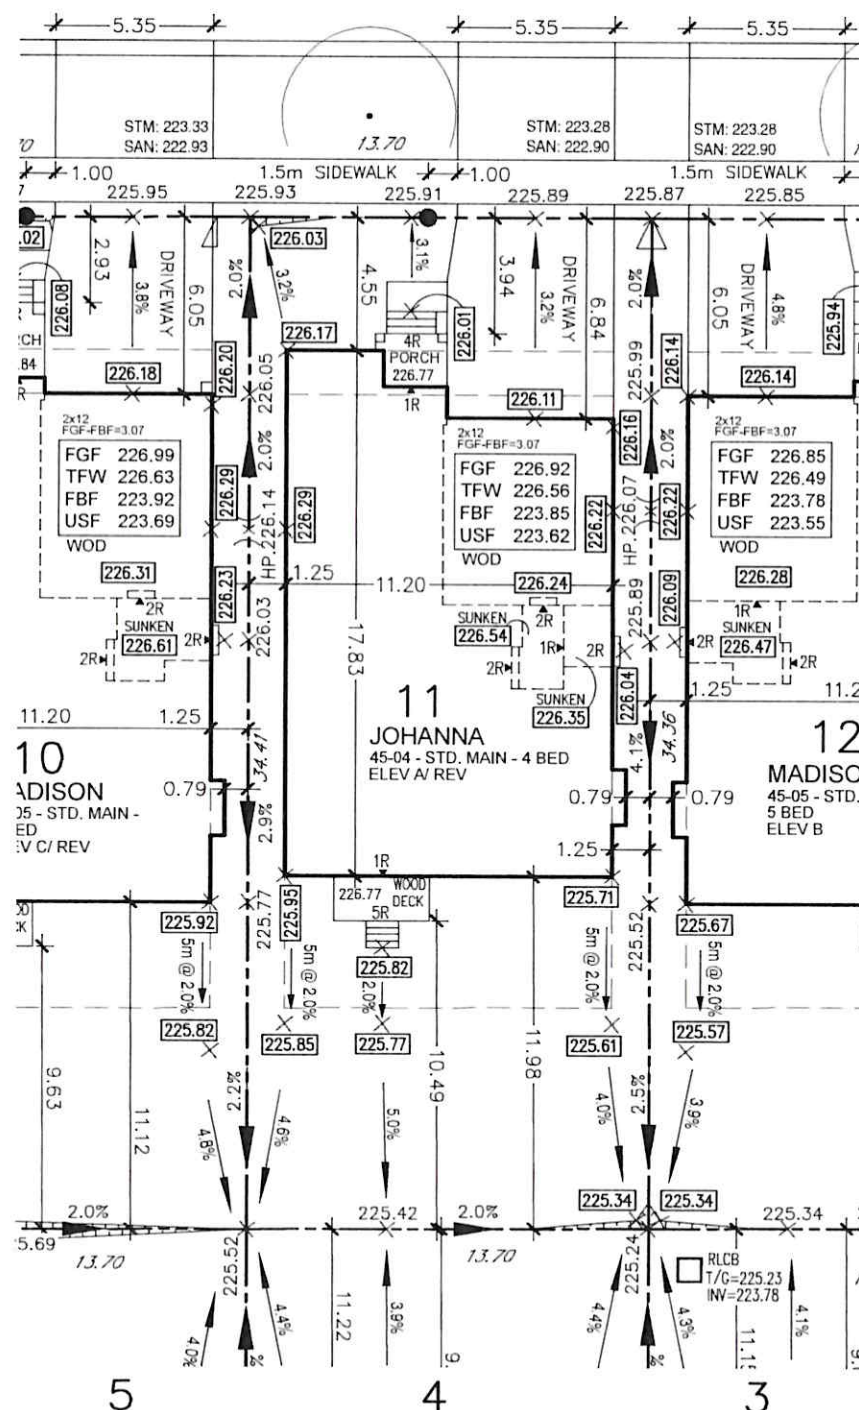 5.35 5.35 5.35
STM: 223.33
SAN: 222.93
13.70
STM: 223.28
SAN: 222.90
STM: 223.28
SAN: 222.90
1.00 1.5m SIDEWALK 1.00 1.5m SIDEWALK
225.95 225.93 225.91 225.89 225.87 225.85
226.03
2.93
3.8%
DRIVEWAY
6.05
2.0%
3.2%
4.55
3.1%
3.94
3.2%
DRIVEWAY
6.84
2.0%
DRIVEWAY
6.05
4.8%
225.94
226.08
226.01
226.17
4R
PORCH
226.77
1R
226.18
226.20
226.05
226.11
226.16
225.99
226.14
226.14
2x12
FGF-FBF=3.07
FGF 226.99
TFW 226.63
FBF 223.92
USF 223.69
WOD
2x12
FGF-FBF=3.07
FGF 226.92
TFW 226.56
FBF 223.85
USF 223.62
WOD
2x12
FGF-FBF=3.07
FGF 226.85
TFW 226.49
FBF 223.78
USF 223.55
WOD
2.0%
226.29
HP.226.14
226.29
226.22
HP.226.07
226.22
2.0%
1.25
11.20
226.31
2R
SUNKEN
226.61
2R
2R
226.23
226.03
226.24
2R
SUNKEN
226.54
1R
2R
2R
SUNKEN
226.35
225.89
226.09
226.04
226.28
1R
SUNKEN
226.47
2R
2R
17.83
11.20 1.25
1.25 11.2
10
ADISON
05 - STD. MAIN -
ED
EV C/ REV
11
JOHANNA
45-04 - STD. MAIN - 4 BED
ELEV A/ REV
12
MADISO
45-05 - STD.
5 BED
ELEV B
34.41
2.6%
4.1%
34.36
0.79
0.79 0.79
1.25
1R
226.77
WOOD
DECK
5R
225.92
225.77
225.95
225.71
225.52
225.67
5m @ 2.0%
5m @ 2.0%
225.82
2.0%
5m @ 2.0%
5m @ 2.0%
225.82
225.85
225.77
225.61
225.57
9.63
11.12
2.2%
4.8%
4.6%
5.0%
10.49
11.98
4.0%
2.5%
3.9%
2.0%
225.42
2.0%
225.34
225.34
225.34
13.70
225.52
13.70
225.24
RLCB
T/G=225.23
INV=223.78
4.0%
4.4%
11.22
3.9%
4.4%
4.3%
11.15
4.1%
5 4 3